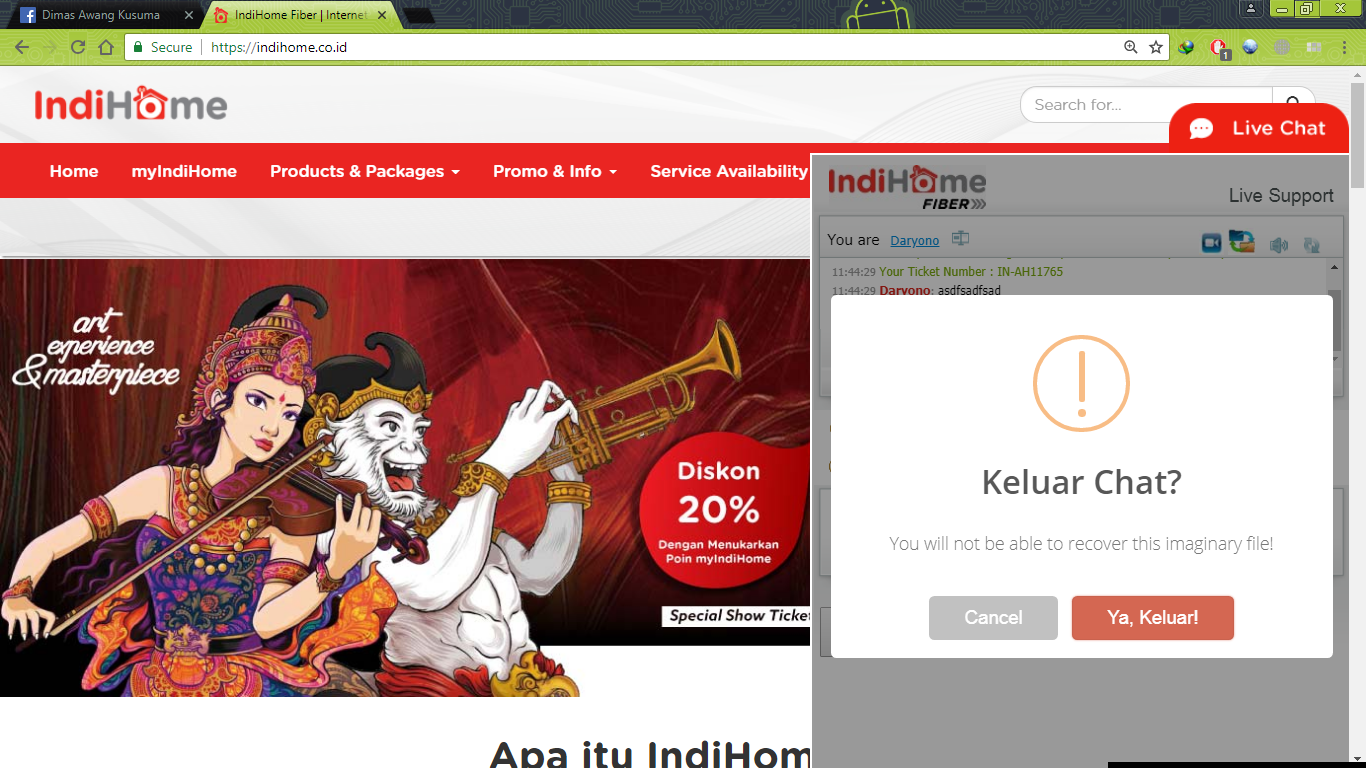 Dimas Awang Kusuma
IndiHome Fiber | Internet
Secure
https://indihome.co.id
1
IndiHome
Search for...
Live Chat
Home
myIndiHome
Products & Packages
Promo & Info
Service Availability
IndiHome
FIBER
Live Support
You are Daryono
11:44:29 Your Ticket Number : IN-AH11765
11:44:29 Daryono: asdfsadfsad
art
experience
& masterpiece
Diskon
20%
Dengan Menukarkan
Poin myIndiHome
Special Show Ticket
Keluar Chat?
You will not be able to recover this imaginary file!
Cancel
Ya, Keluar!
Apa itu IndiHom